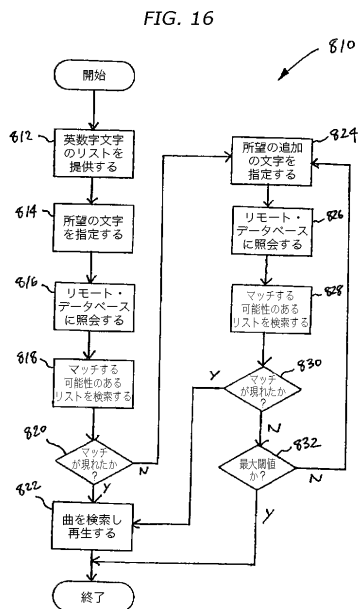 FIG. 16
810
開始
812
英数字文字
のリストを
提供する
814
所望の文字
を指定する
816
リモート・
データベース
に照会する
818
マッチする
可能性のある
リストを検索する
820
マッチ
が現れたか
?
N
Y
822
曲を検索し
再生する
終了
824
所望の追加
の文字を
指定する
826
リモート・
データベース
に照会する
828
マッチする
可能性のある
リストを検索する
830
マッチ
が現れたか
?
Y
N
832
最大閾値
か?
N
Y